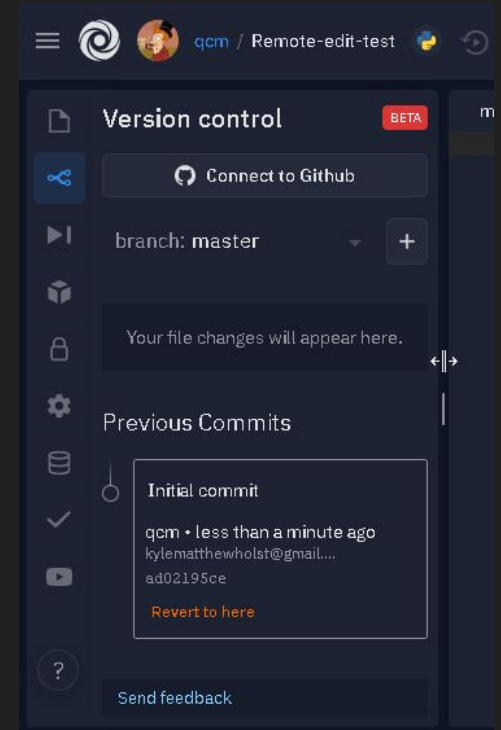 qcm / Remote-edit-test
m
Version control
BETA
Connect to Github
branch: master
+
Your file changes will appear here.
Previous Commits
Initial commit
qcm • less than a minute ago
kylematthewholst@gmail....
ad02195ce
Revert to here
?
Send feedback